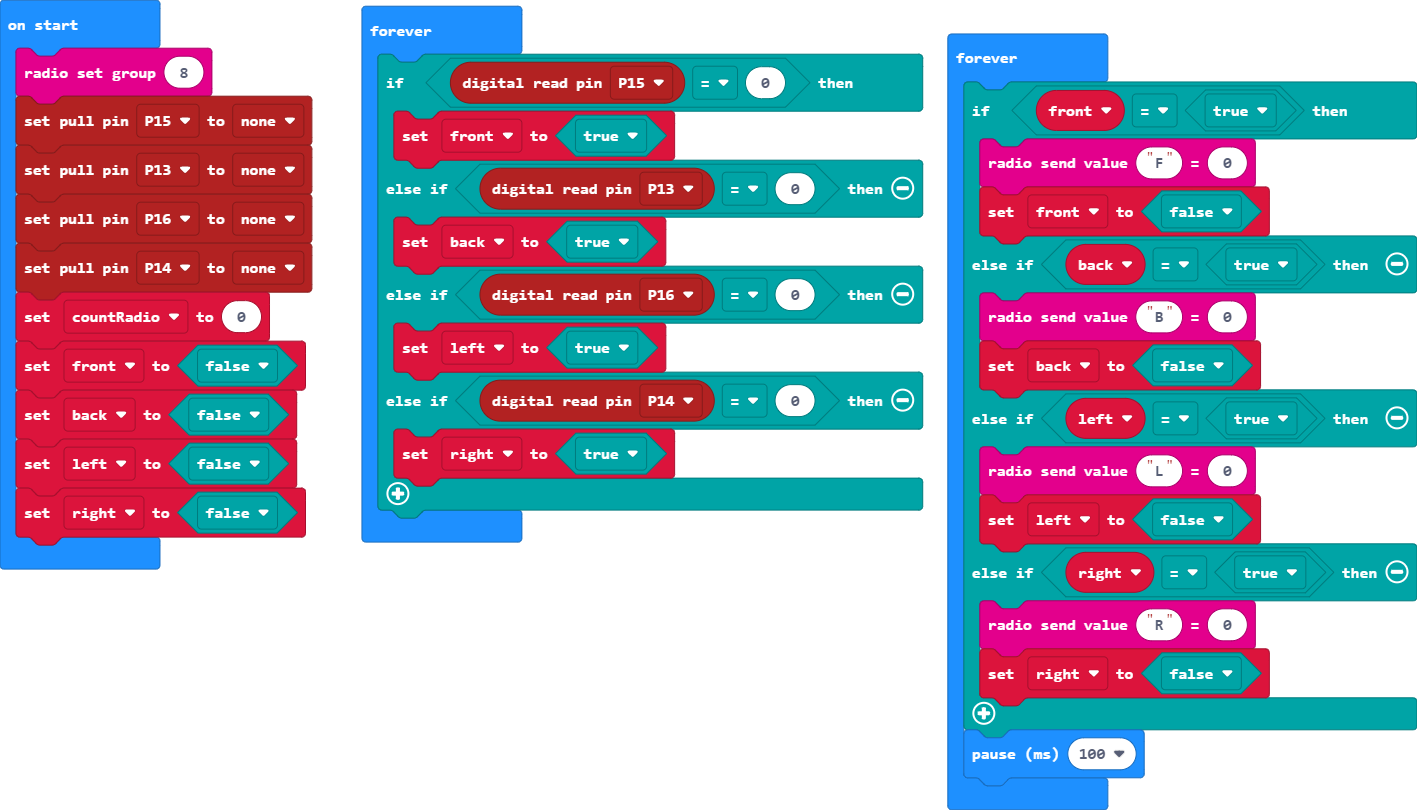 on start
radio set group 8
set pull pin P15 to none
set pull pin P13 to none
set pull pin P16 to none
set pull pin P14 to none
set countRadio to 0
set front to false
set back to false
set left to false
set right to false
forever
if digital read pin P15 = 0 then
set front to true
else if digital read pin P13 = 0 then
set back to true
else if digital read pin P16 = 0 then
set left to true
else if digital read pin P14 = 0 then
set right to true
forever
if front = true then
radio send value "F" = 0
set front to false
else if back = true then
radio send value "B" = 0
set back to false
else if left = true then
radio send value "L" = 0
set left to false
else if right = true then
radio send value "R" = 0
set right to false
pause (ms) 100